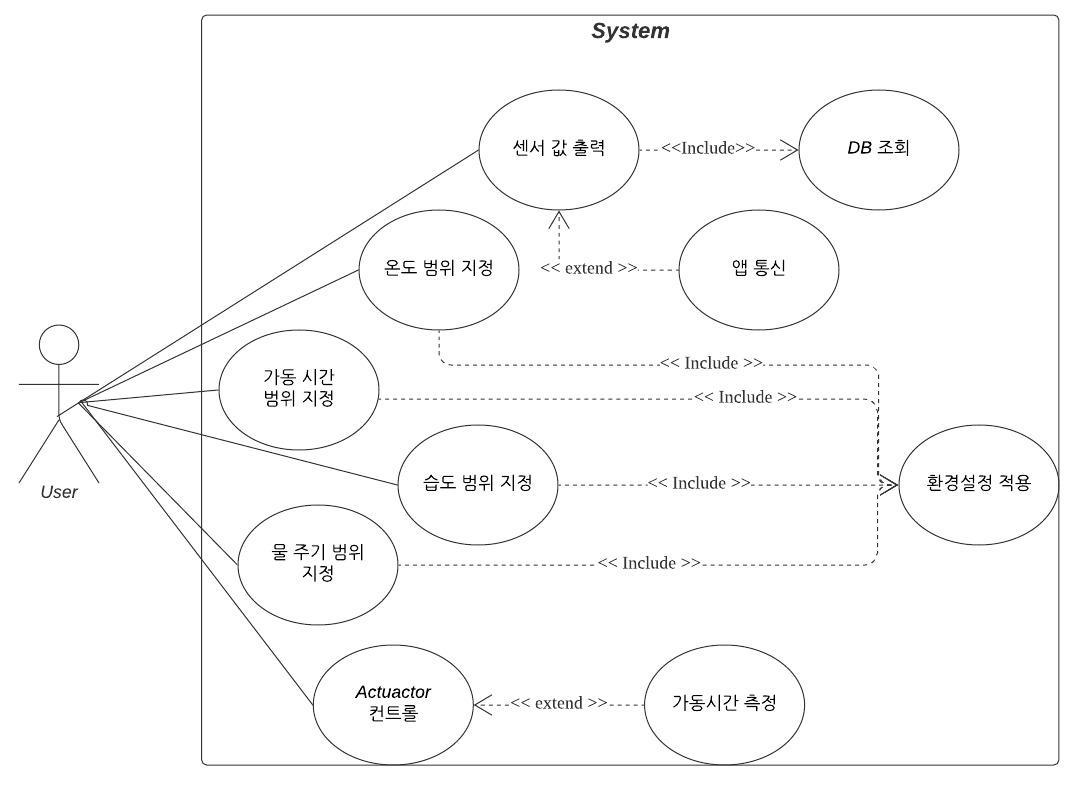 System
센서 값 출력
<<Include>>
DB 조회
온도 범위 지정
<< extend >>
앱 통신
<< Include >>
가동 시간
범위 지정
<< Include >>
User
습도 범위 지정
<< Include >>
환경설정 적용
물 주기 범위
지정
<< Include >>
Actuactor
컨트롤
<< extend >>
가동시간 측정